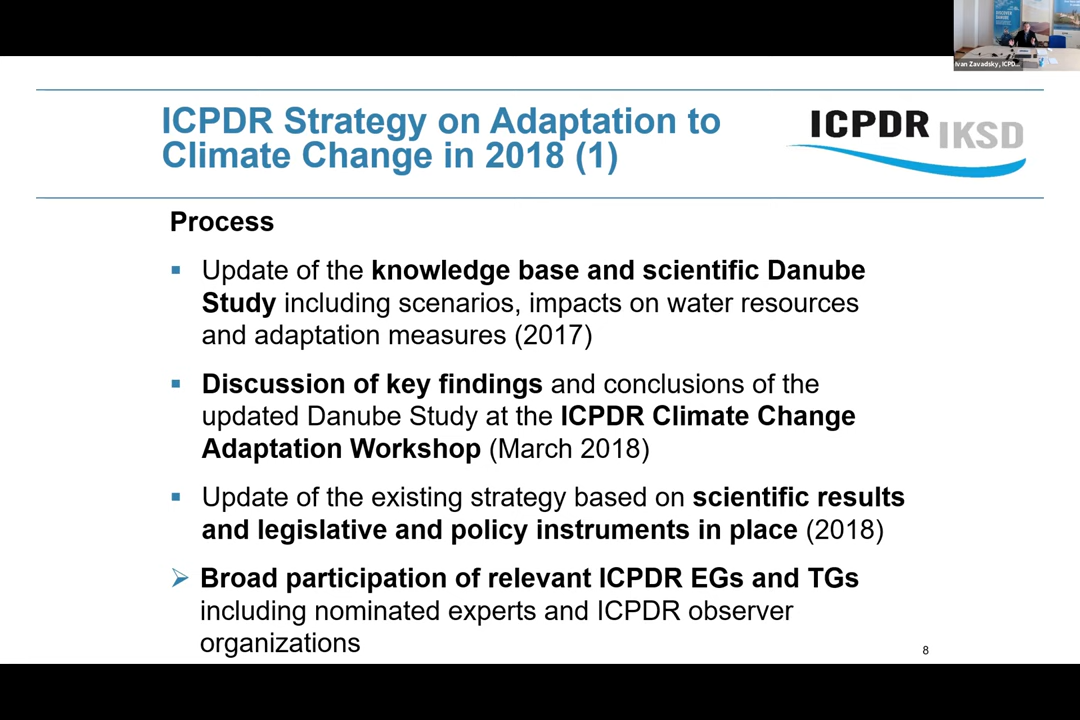 Ivan Zavadsky, ICPD...
ICPDR Strategy on Adaptation to
Climate Change in 2018 (1)
ICPDR IKSD
Process
▪ Update of the knowledge base and scientific Danube
Study including scenarios, impacts on water resources
and adaptation measures (2017)
▪ Discussion of key findings and conclusions of the
updated Danube Study at the ICPDR Climate Change
Adaptation Workshop (March 2018)
▪ Update of the existing strategy based on scientific results
and legislative and policy instruments in place (2018)
➢ Broad participation of relevant ICPDR EGs and TGs
including nominated experts and ICPDR observer
organizations
8